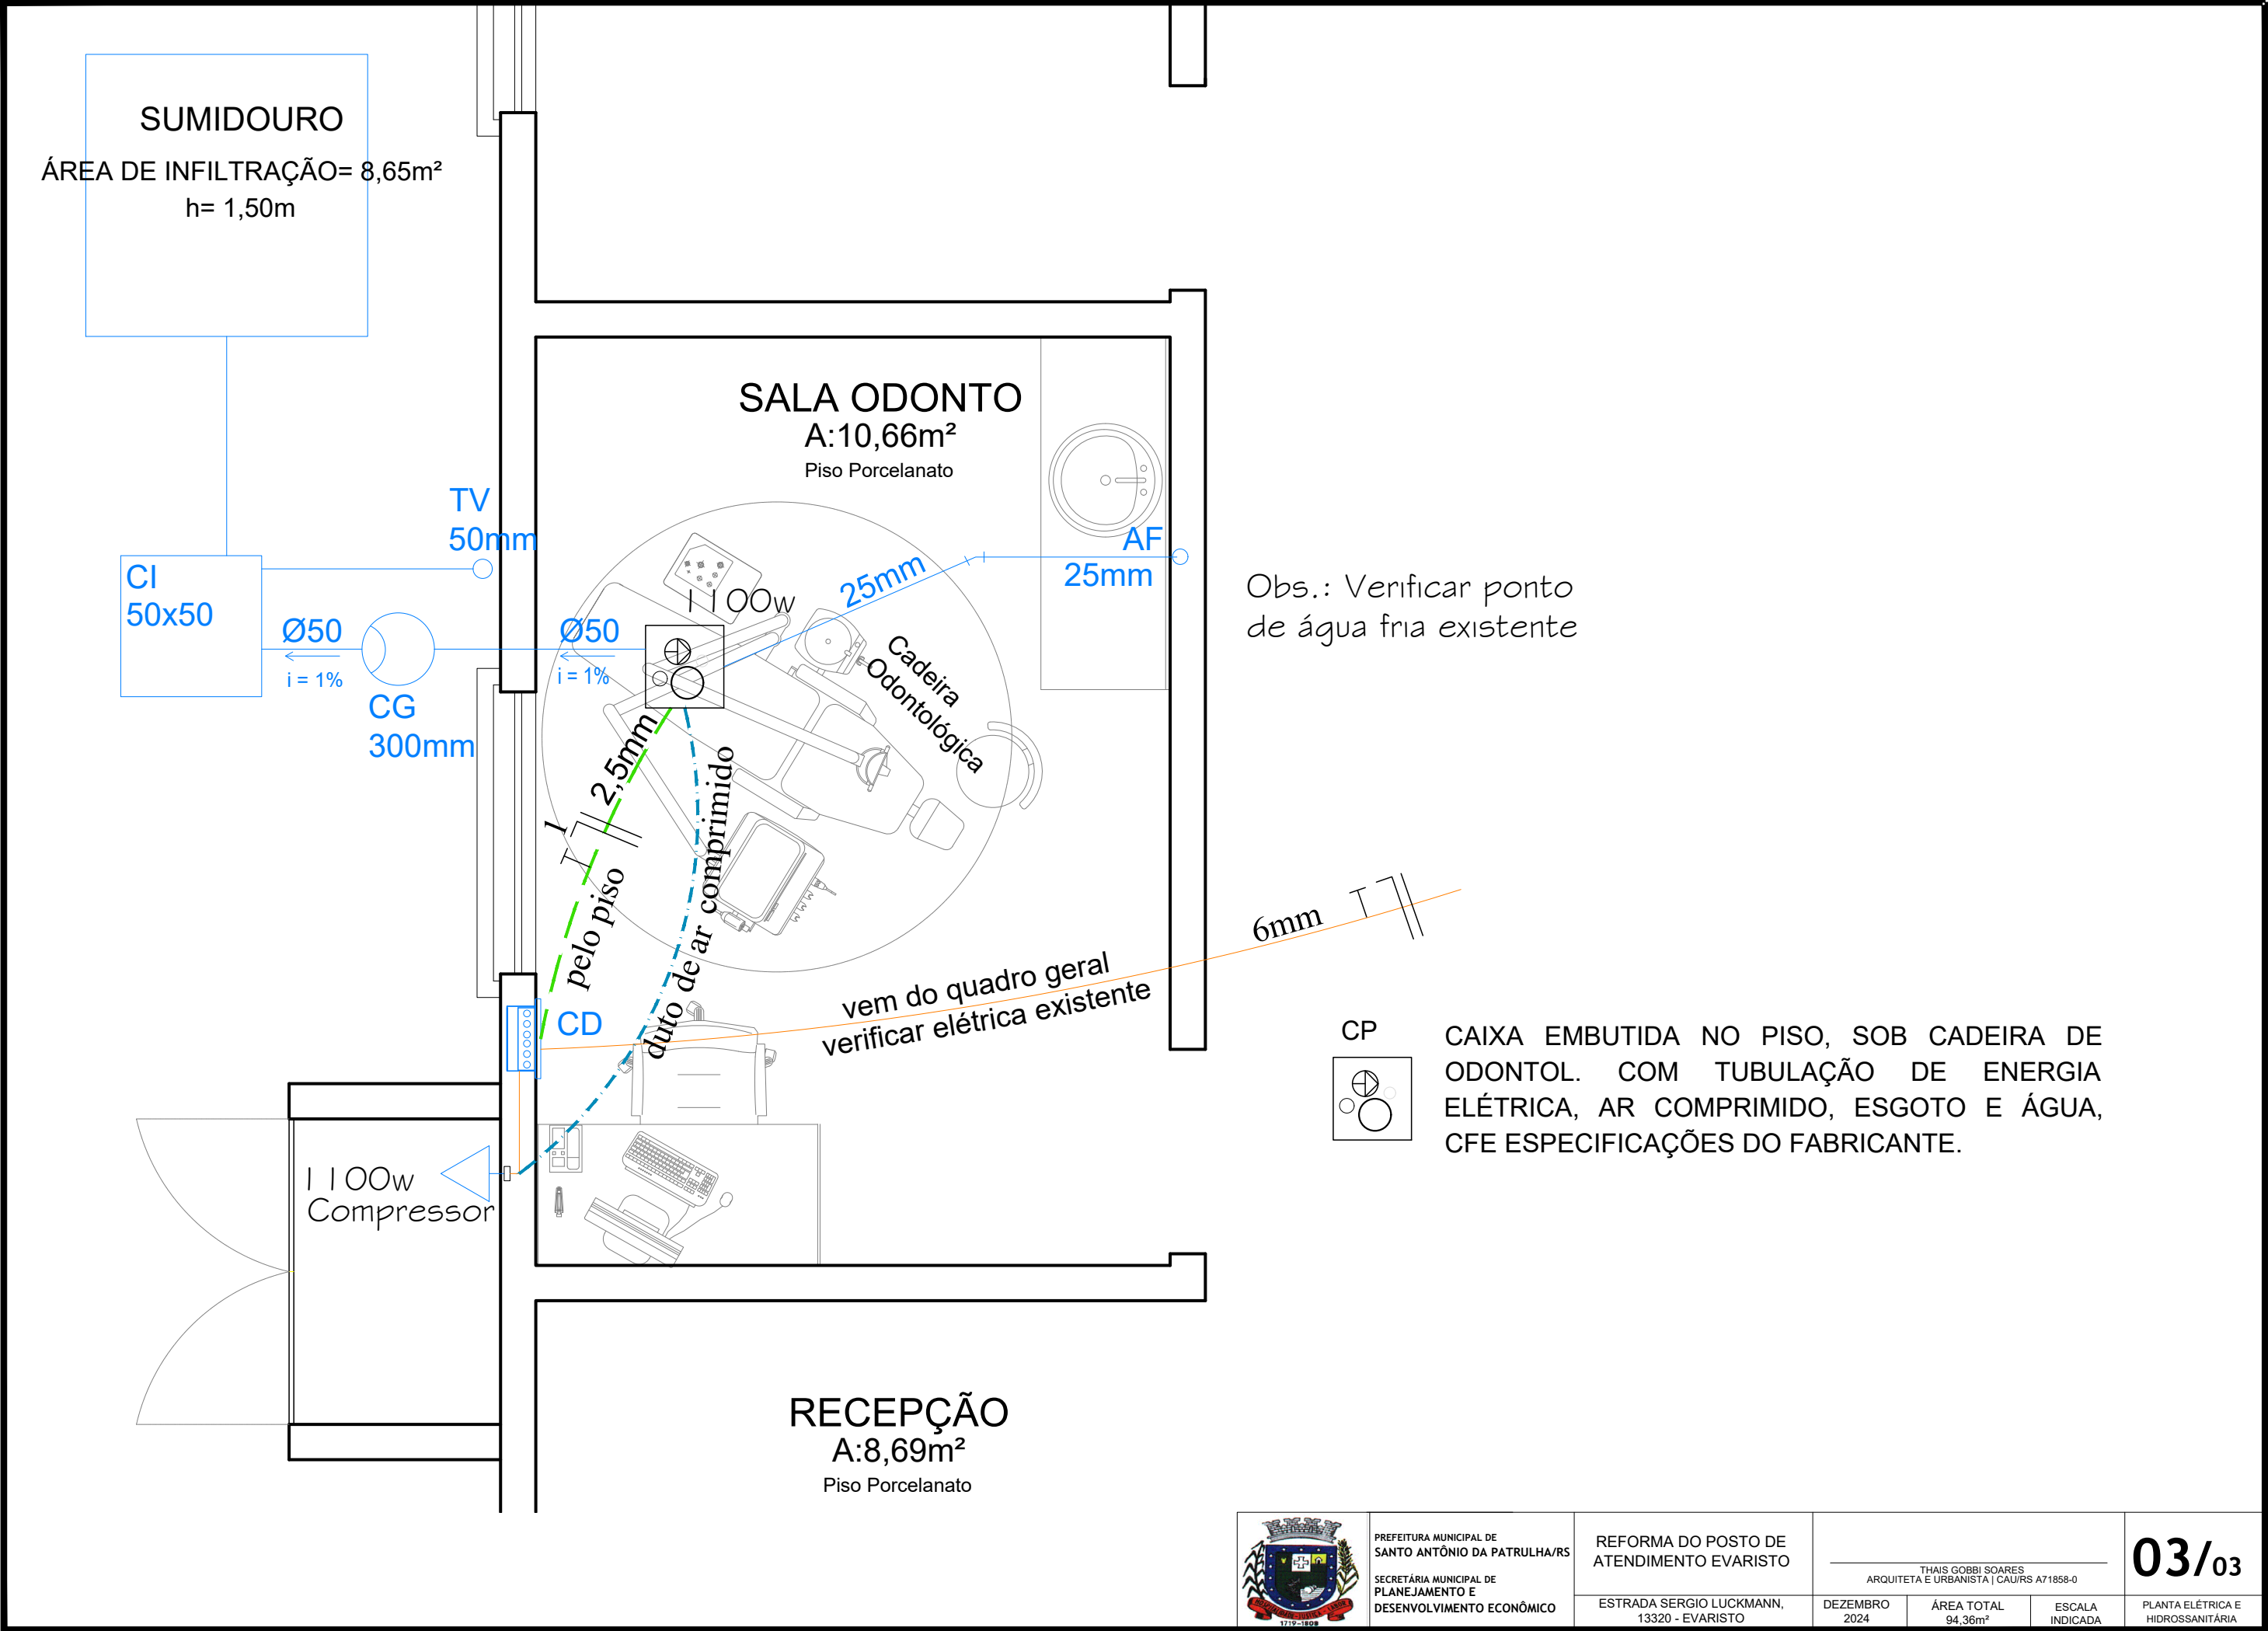 SUMIDOURO
ÁREA DE INFILTRAÇÃO= 8,65m²
h= 1,50m
SALA ODONTO
A:10,66m²
Piso Porcelanato
TV
50mm
CI
50x50
Ø50
i = 1%
CG
300mm
Ø50
i = 1%
1100w
25mm
AF
25mm
Cadeira
Odontológica
Obs.: Verificar ponto
de água fria existente
2,5mm
1
pelo piso
duto de ar comprimido
CD
vem do quadro geral
verificar elétrica existente
6mm
1100w
Compressor
CP
CAIXA EMBUTIDA NO PISO, SOB CADEIRA DE
ODONTOL. COM TUBULAÇÃO DE ENERGIA
ELÉTRICA, AR COMPRIMIDO, ESGOTO E ÁGUA,
CFE ESPECIFICAÇÕES DO FABRICANTE.
RECEPÇÃO
A:8,69m²
Piso Porcelanato
HOSPITALIDADE-JUSTIÇA-LABOR
1719-1809
PREFEITURA MUNICIPAL DE
SANTO ANTÔNIO DA PATRULHA/RS
SECRETÁRIA MUNICIPAL DE
PLANEJAMENTO E
DESENVOLVIMENTO ECONÔMICO
REFORMA DO POSTO DE
ATENDIMENTO EVARISTO
ESTRADA SERGIO LUCKMANN,
13320 - EVARISTO
THAIS GOBBI SOARES
ARQUITETA E URBANISTA | CAU/RS A71858-0
DEZEMBRO
2024
ÁREA TOTAL
94,36m²
ESCALA
INDICADA
03/03
PLANTA ELÉTRICA E
HIDROSSANITÁRIA